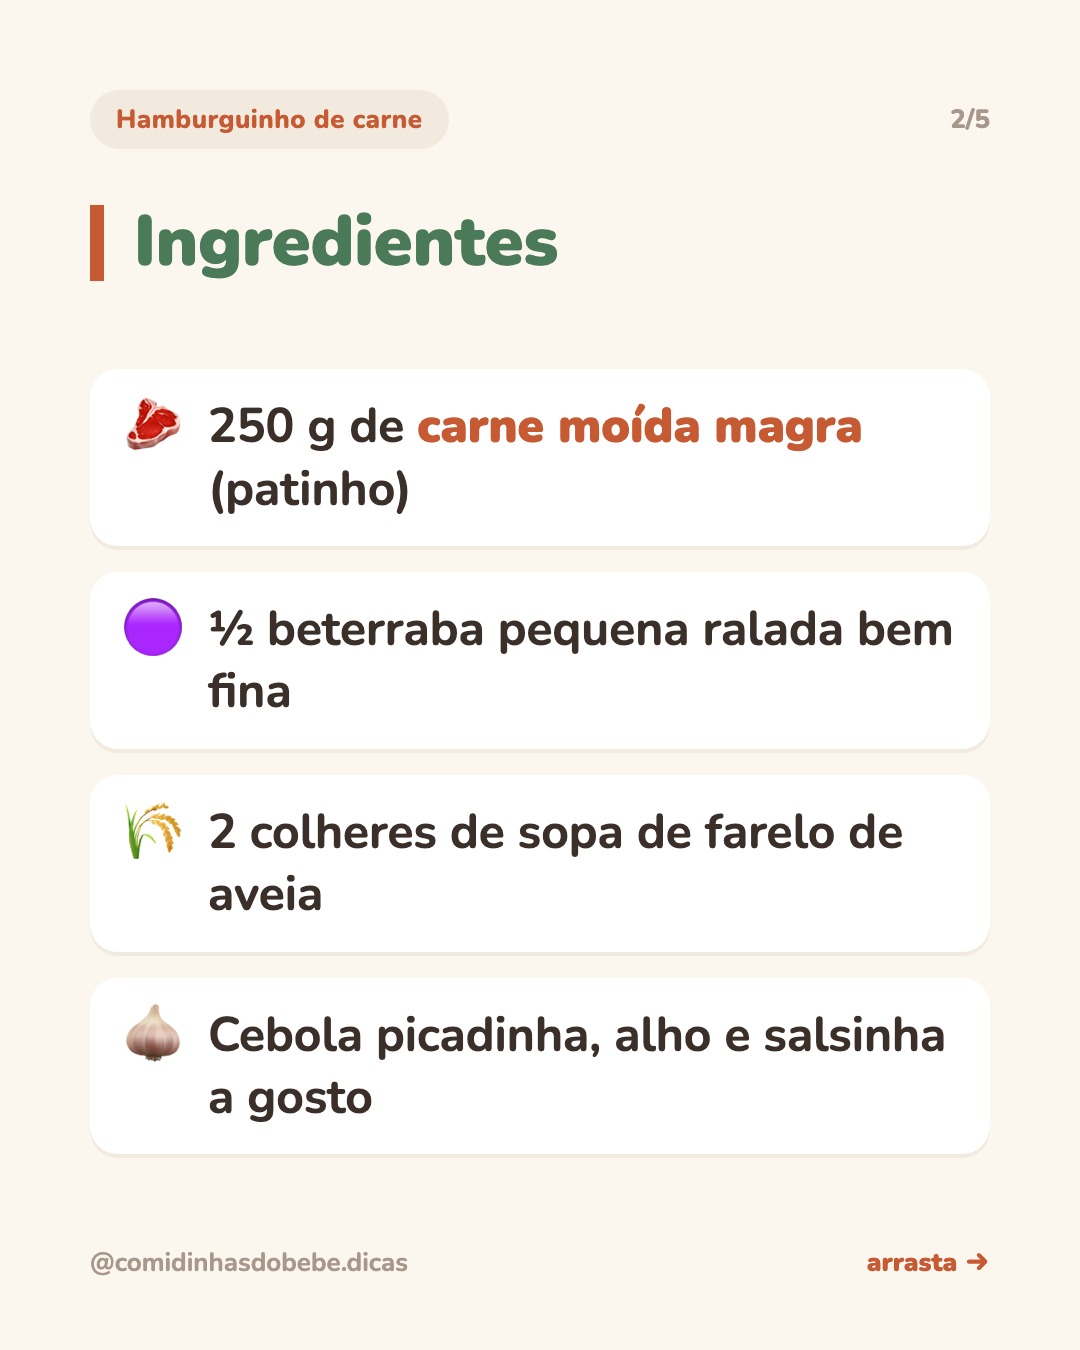 Hamburguinho de carne
2/5
Ingredientes
250 g de carne moída magra
(patinho)
½ beterraba pequena ralada bem
fina
2 colheres de sopa de farelo de
aveia
Cebola picadinha, alho e salsinha
a gosto
@comidinhasdobebe.dicas
arrasta →